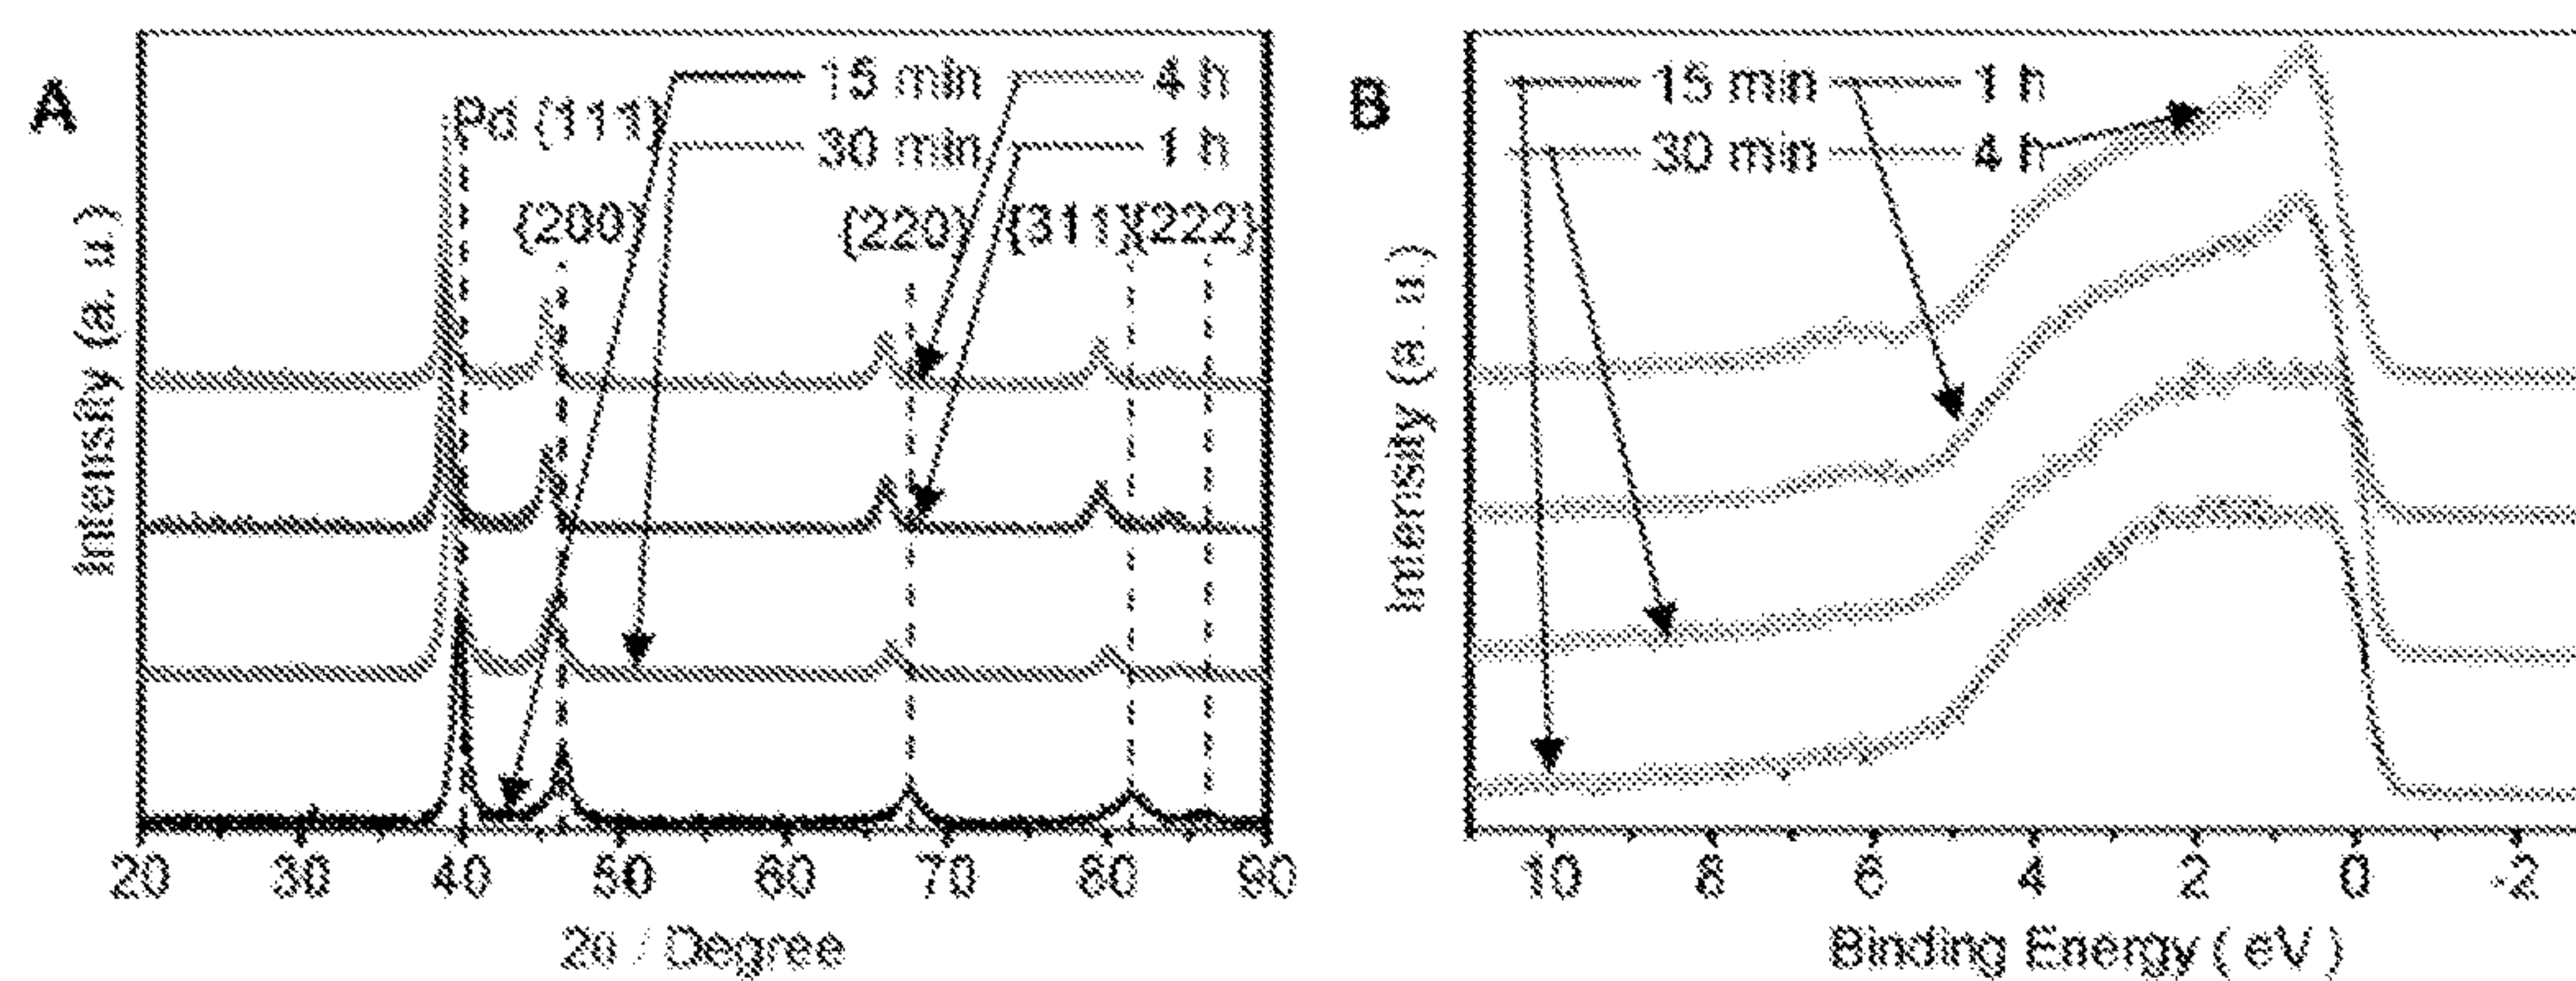 A
15 min 4 h
Pd {111}
30 min 1 h
{200} {220} {311} {222}
Intensity (a. u.)
20 30 40 50 60 70 80 90
2θ / Degree
B
15 min 1 h
30 min 4 h
Intensity (a. u.)
10 8 6 4 2 0 -2
Binding Energy ( eV )